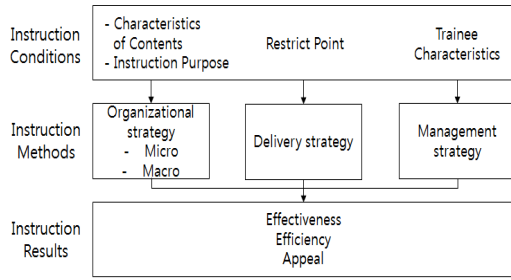 Instruction
Conditions
- Characteristics
of Contents
- Instruction Purpose
Restrict Point
Trainee
Characteristics
Instruction
Methods
Organizational
strategy
- Micro
- Macro
Delivery strategy
Management
strategy
Instruction
Results
Effectiveness
Efficiency
Appeal